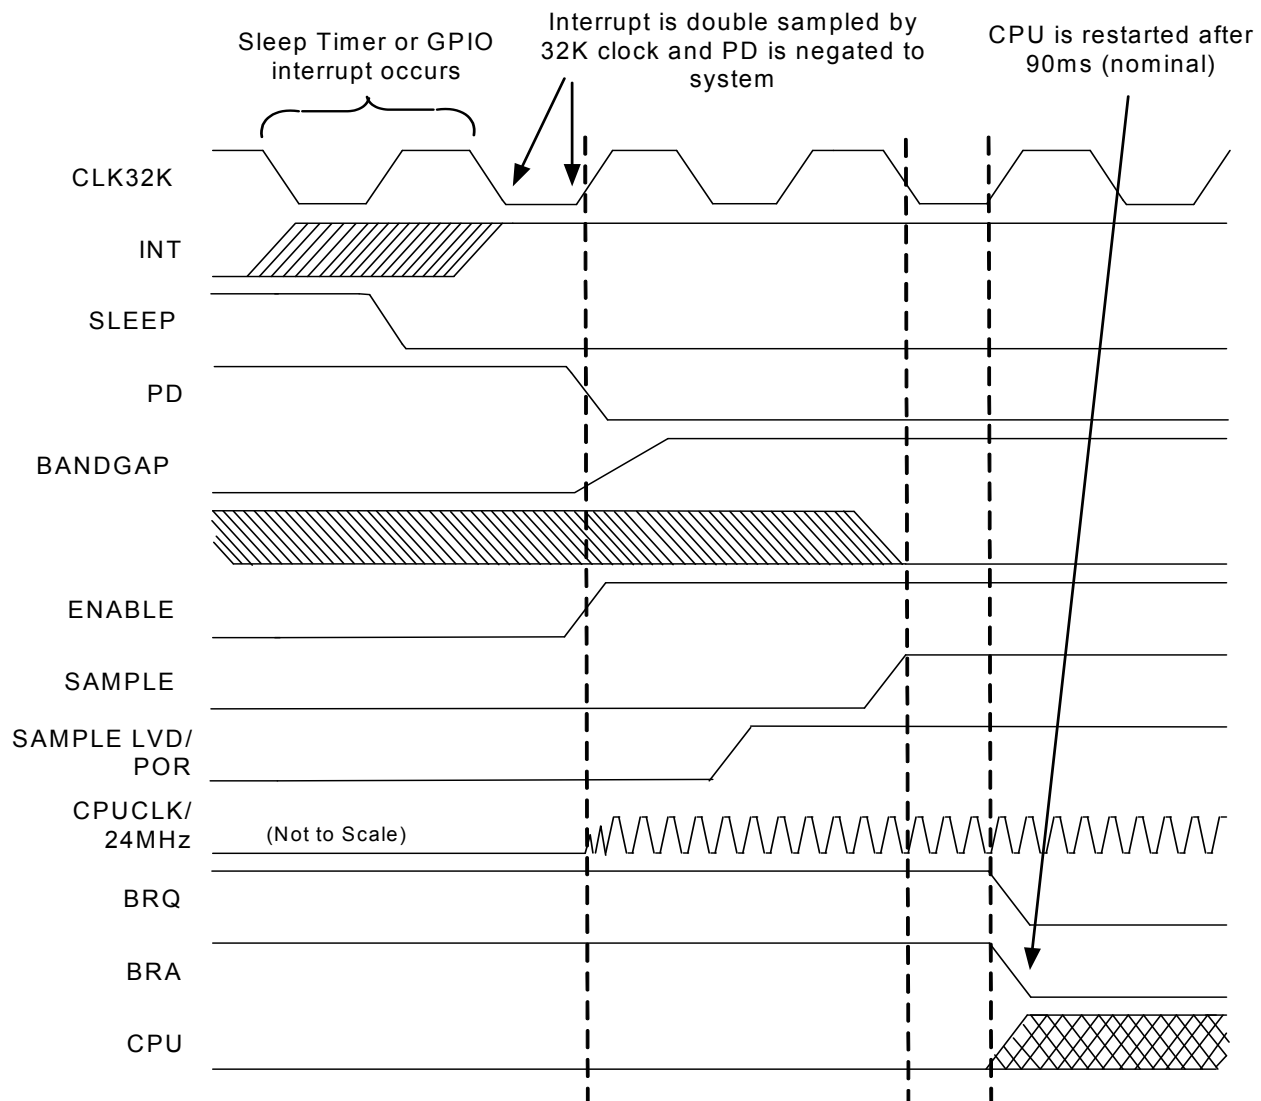 Sleep Timer or GPIO
interrupt occurs
Interrupt is double sampled by
32K clock and PD is negated to
system
CPU is restarted after
90ms (nominal)
CLK32K
INT
SLEEP
PD
BANDGAP
ENABLE
SAMPLE
SAMPLE LVD/
POR
CPUCLK/
24MHz
(Not to Scale)
BRQ
BRA
CPU